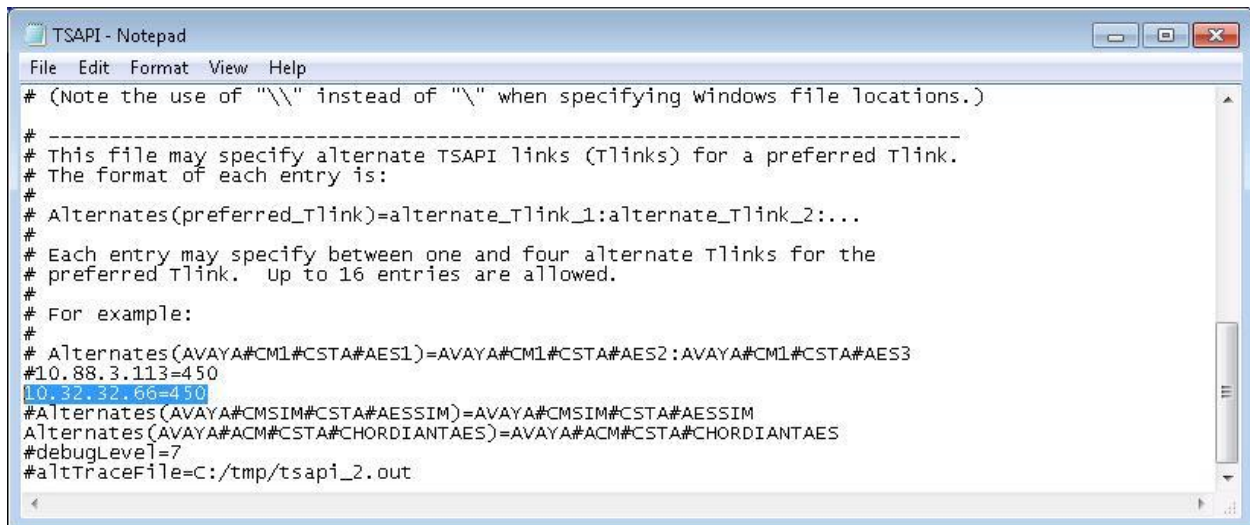 TSAPI - Notepad
File Edit Format View Help
# (Note the use of "\\" instead of "\" when specifying Windows file locations.)
# ---------------------------------------------------------------------------
# This file may specify alternate TSAPI links (Tlinks) for a preferred Tlink.
# The format of each entry is:
#
# Alternates(preferred_Tlink)=alternate_Tlink_1:alternate_Tlink_2:...
#
# Each entry may specify between one and four alternate Tlinks for the
# preferred Tlink.  Up to 16 entries are allowed.
#
# For example:
#
# Alternates(AVAYA#CM1#CSTA#AES1)=AVAYA#CM1#CSTA#AES2:AVAYA#CM1#CSTA#AES3
#10.88.3.113=450
10.32.32.66=450
#Alternates(AVAYA#CMSIM#CSTA#AESSIM)=AVAYA#CMSIM#CSTA#AESSIM
Alternates(AVAYA#ACM#CSTA#CHORDIANTAES)=AVAYA#ACM#CSTA#CHORDIANTAES
#debugLevel=7
#altTraceFile=C:/tmp/tsapi_2.out